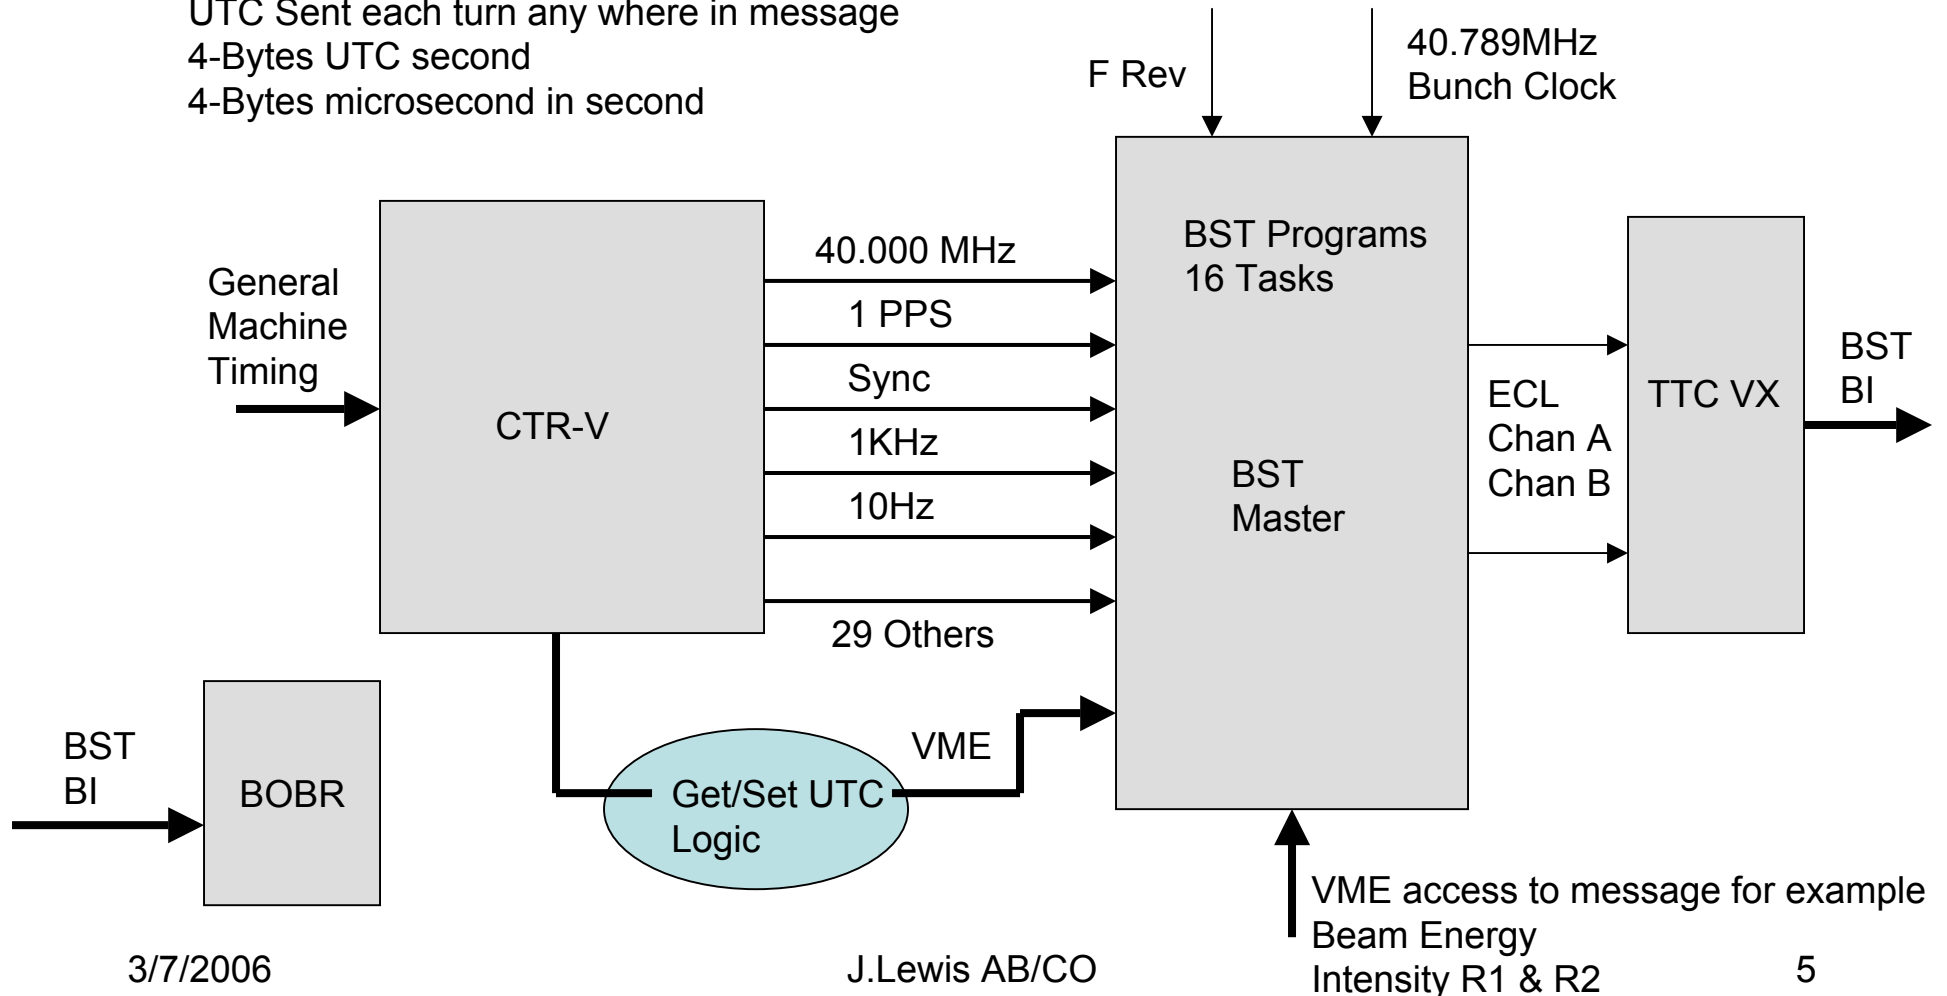 UTC Sent each turn any where in message
4-Bytes UTC second
4-Bytes microsecond in second
F Rev
40.789MHz
Bunch Clock
General
Machine
Timing
CTR-V
40.000 MHz
1 PPS
Sync
1KHz
10Hz
29 Others
BST Programs
16 Tasks
BST
Master
ECL
Chan A
Chan B
TTC VX
BST
BI
BST
BI
BOBR
Get/Set UTC
Logic
VME
VME access to message for example
Beam Energy
Intensity R1 & R2
3/7/2006
J.Lewis AB/CO
5